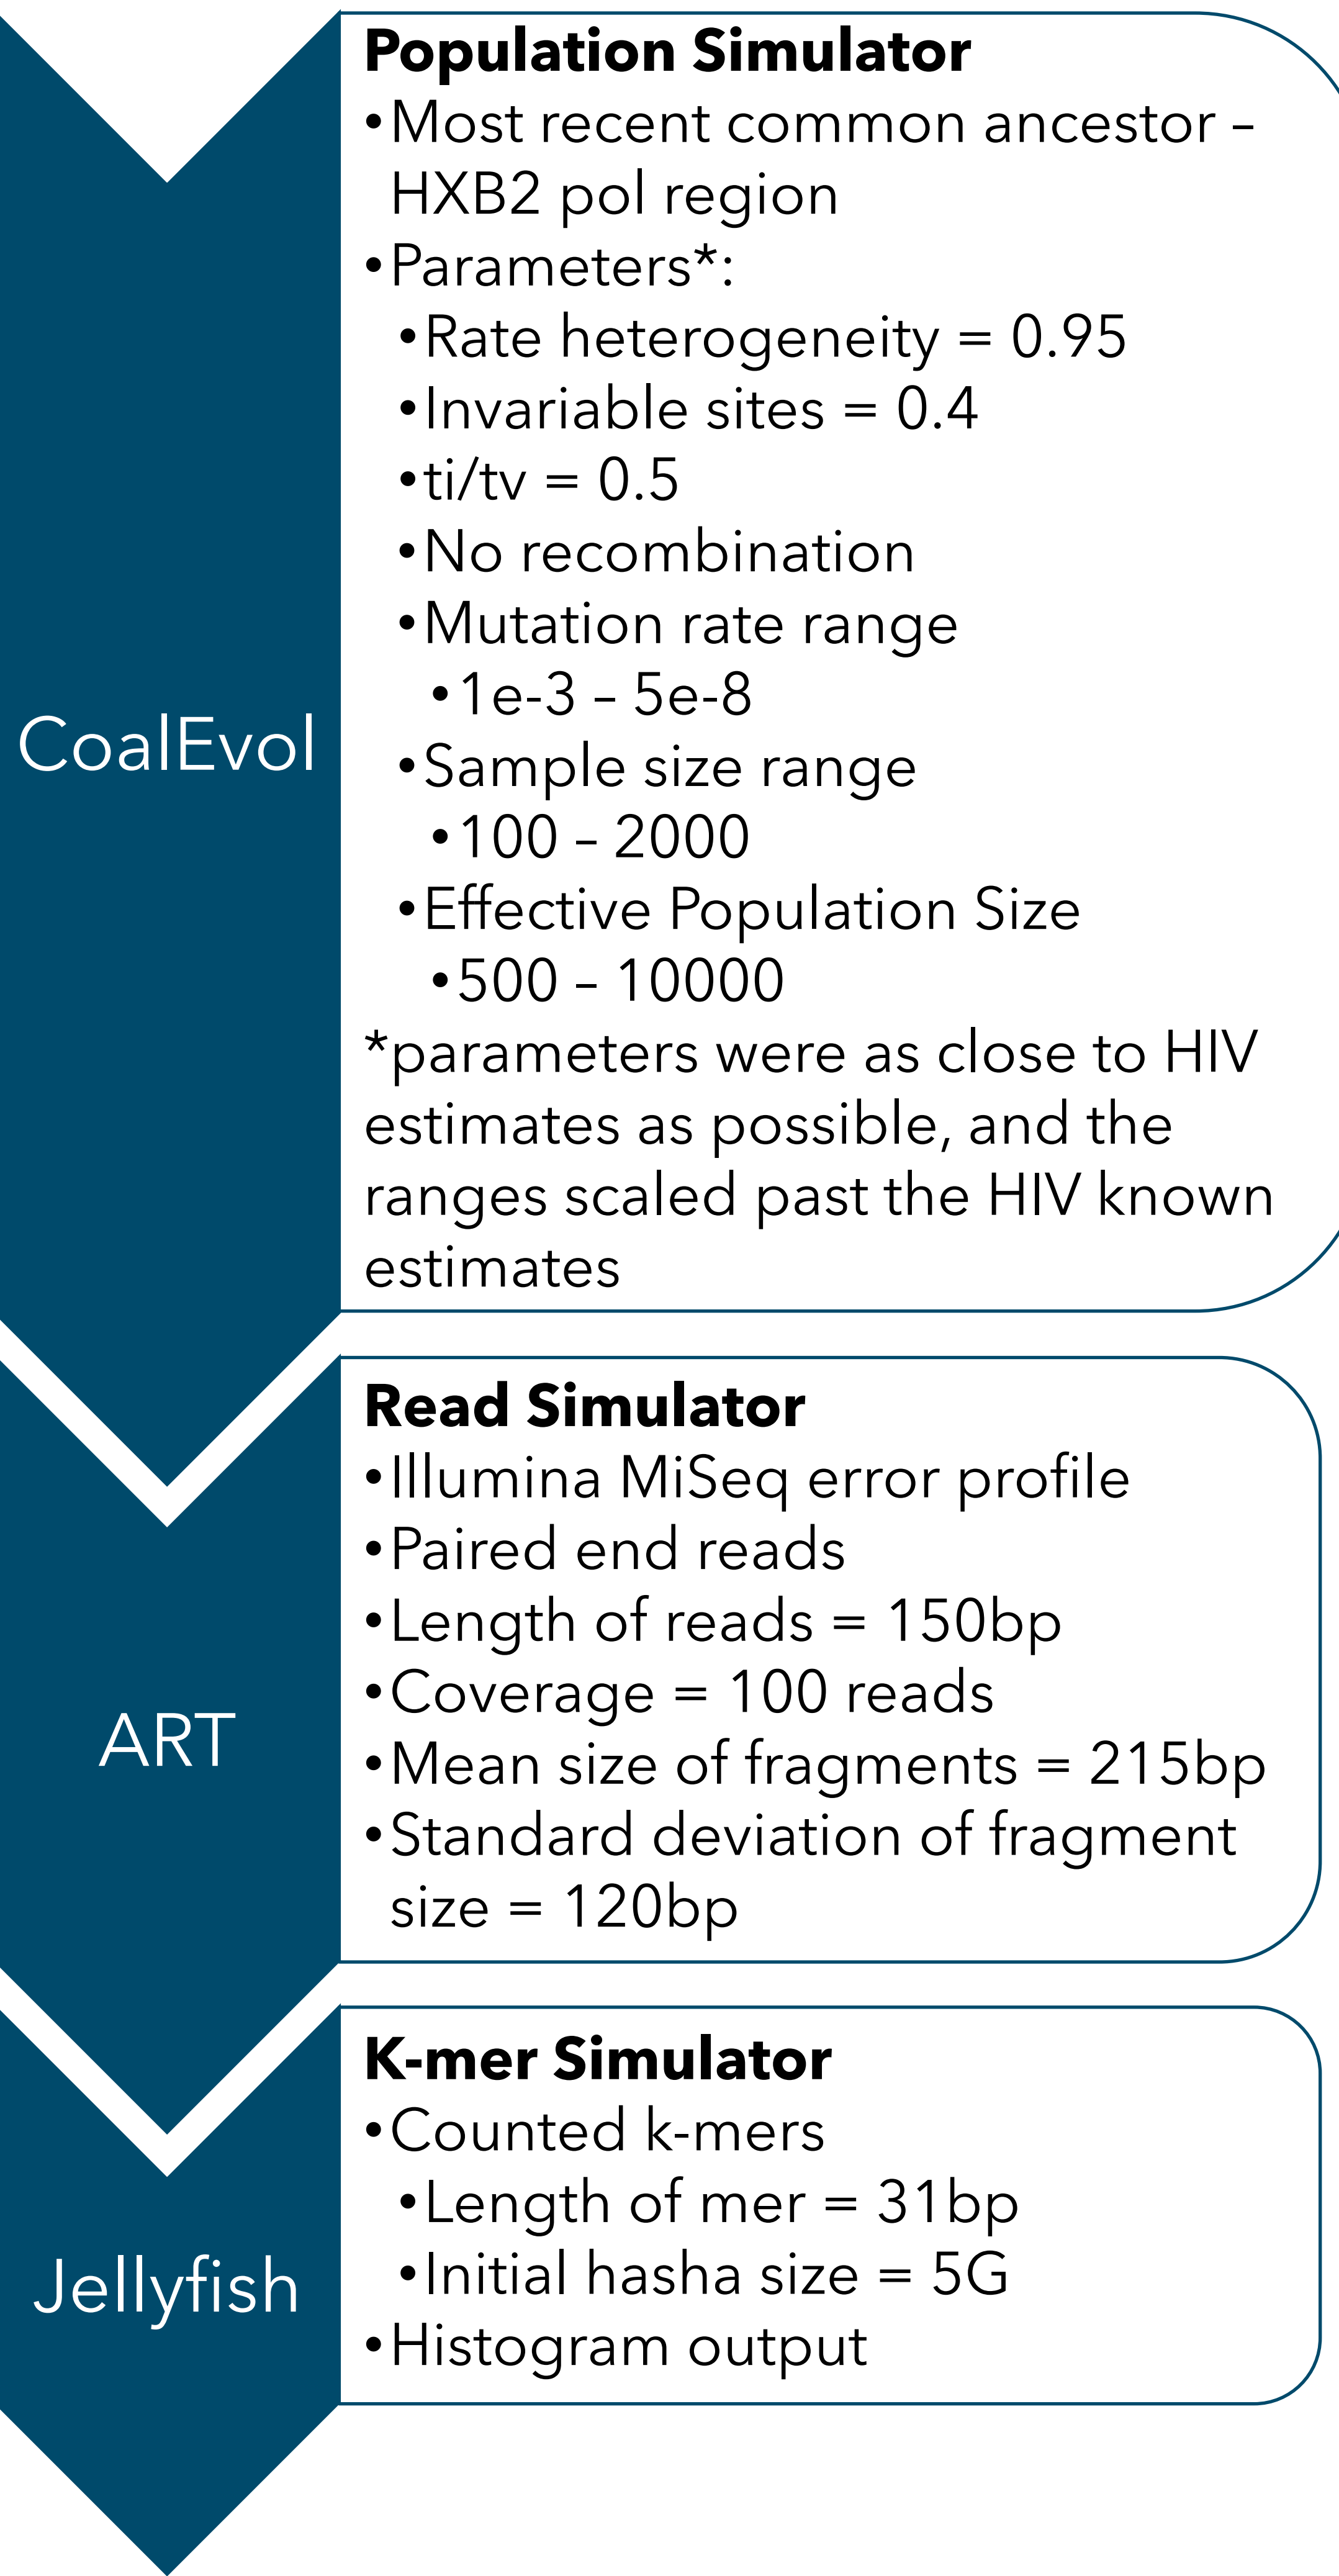 CoalEvol
Population Simulator
•Most recent common ancestor –
HXB2 pol region
•Parameters*:
•Rate heterogeneity = 0.95
•Invariable sites = 0.4
•ti/tv = 0.5
•No recombination
•Mutation rate range
•1e-3 – 5e-8
•Sample size range
•100 – 2000
•Effective Population Size
•500 – 10000
*parameters were as close to HIV
estimates as possible, and the
ranges scaled past the HIV known
estimates
ART
Read Simulator
•Illumina MiSeq error profile
•Paired end reads
•Length of reads = 150bp
•Coverage = 100 reads
•Mean size of fragments = 215bp
•Standard deviation of fragment
size = 120bp
Jellyfish
K-mer Simulator
•Counted k-mers
•Length of mer = 31bp
•Initial hasha size = 5G
•Histogram output